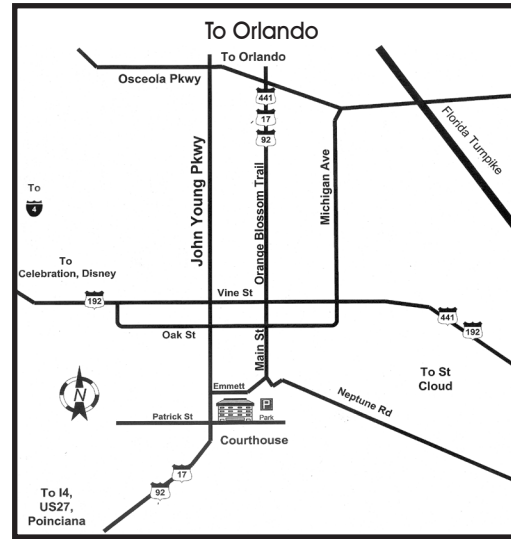 To Orlando
To Orlando
Osceola Pkwy
441
17
92
Florida Turnpike
John Young Pkwy
Orange Blossom Trail
Michigan Ave
To
4
To
Celebration, Disney
192
Vine St
441
192
Oak St
Main St
To St
Cloud
Emmett
Neptune Rd
N
P
Patrick St
Park
Courthouse
17
92
To I4,
US27,
Poinciana